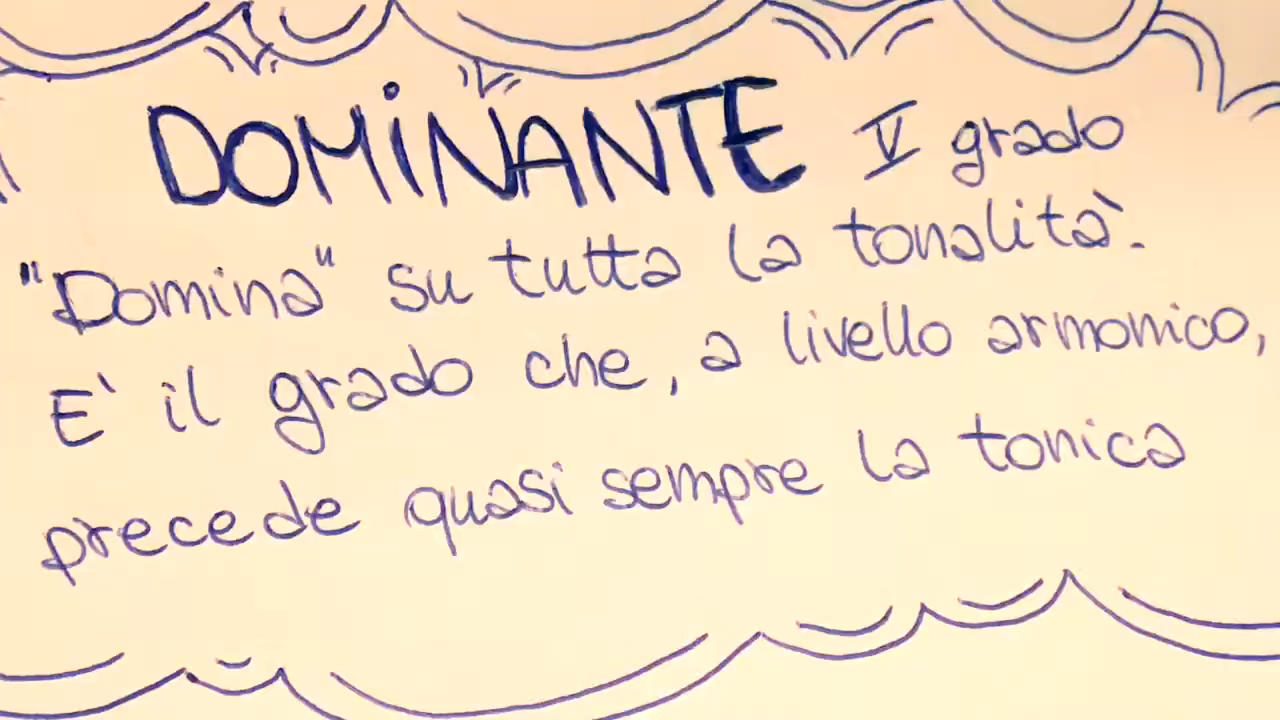 DOMINANTE V grado
"Domina" su tutta la tonalità.
E' il grado che, a livello armonico,
precede quasi sempre la tonica